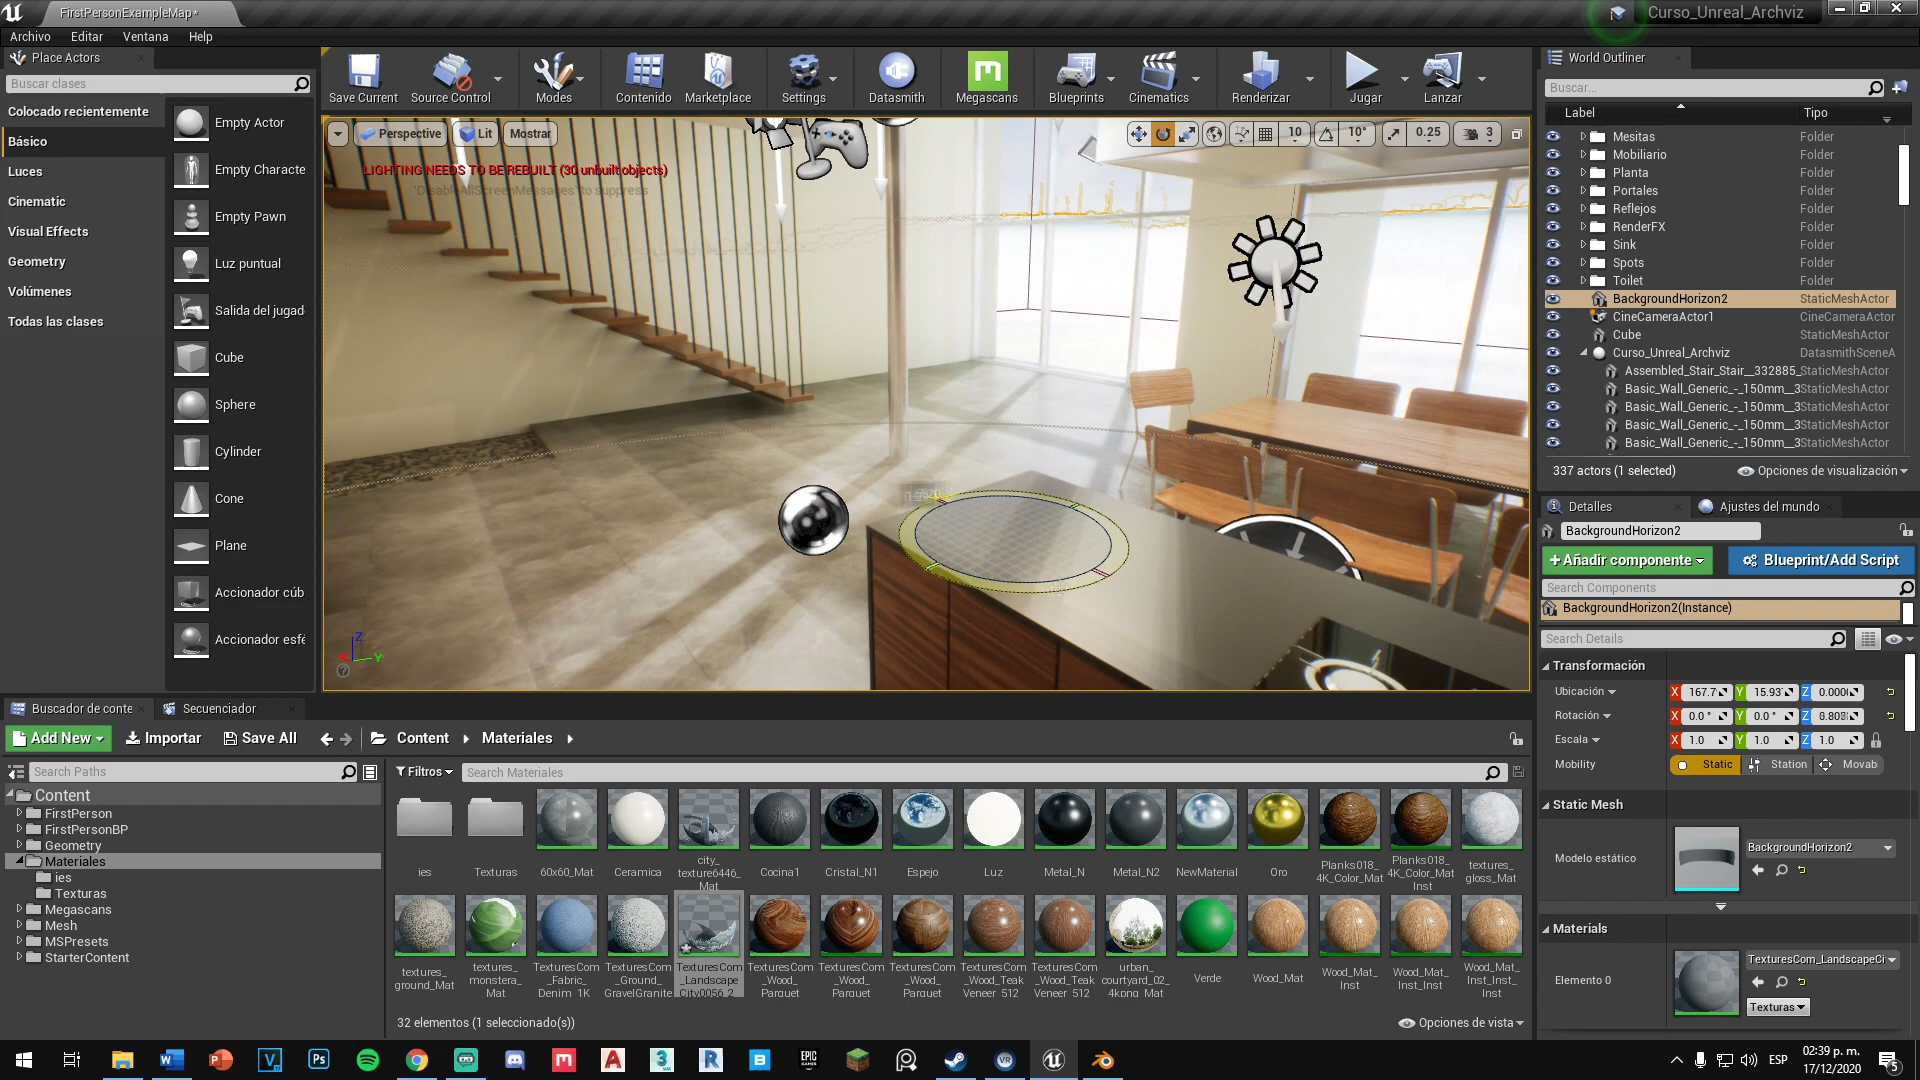 FirstPersonExampleMap*
Curso_Unreal_Archviz
Archivo
Editar
Ventana
Help
Place Actors
Buscar clases
Colocado recientemente
Básico
Luces
Cinematic
Visual Effects
Geometry
Volúmenes
Todas las clases
Empty Actor
Empty Characte
Empty Pawn
Luz puntual
Salida del jugad
Cube
Sphere
Cylinder
Cone
Plane
Accionador cúb
Accionador esfé
Save Current
Source Control
Modes
Contenido
Marketplace
Settings
Datasmith
Megascans
Blueprints
Cinematics
Renderizar
Jugar
Lanzar
Perspective
Lit
Mostrar
10
10°
0.25
3
LIGHTING NEEDS TO BE REBUILT (30 unbuilt objects)
'DisableAllScreenMessages' to suppress
World Outliner
Buscar...
Label
Tipo
Mesitas Folder
Mobiliario Folder
Planta Folder
Portales Folder
Reflejos Folder
RenderFX Folder
Sink Folder
Spots Folder
Toilet Folder
BackgroundHorizon2 StaticMeshActor
CineCameraActor1 CineCameraActor
Cube StaticMeshActor
Curso_Unreal_Archviz DatasmithSceneA
Assembled_Stair_Stair__332885_ StaticMeshActor
Basic_Wall_Generic_-_150mm__3 StaticMeshActor
Basic_Wall_Generic_-_150mm__3 StaticMeshActor
Basic_Wall_Generic_-_150mm__3 StaticMeshActor
Basic_Wall_Generic_-_150mm__3 StaticMeshActor
337 actors (1 selected)
Opciones de visualización
Detalles
Ajustes del mundo
BackgroundHorizon2
+Añadir componente
Blueprint/Add Script
Search Components
BackgroundHorizon2(Instance)
Search Details
Transformación
Ubicación X 167.7 Y 15.93 Z 0.000
Rotación X 0.0 ° Y 0.0 ° Z
Escala X 1.0 Y 1.0 Z 1.0
Mobility Static Station Movab
Static Mesh
Modelo estático
BackgroundHorizon2
Materials
Elemento 0
TexturesCom_LandscapeCi
Texturas
Z
Y
Buscador de conte
Secuenciador
Add New
Importar
Save All
Content
Materiales
Search Paths
Filtros
Search Materiales
Content
FirstPerson
FirstPersonBP
Geometry
Materiales
ies
Texturas
Megascans
Mesh
MSPresets
StarterContent
ies
Texturas
60x60_Mat
Ceramica
city_
texture6446_
Mat
Cocina1
Cristal_N1
Espejo
Luz
Metal_N
Metal_N2
NewMaterial
Oro
Planks018_
4K_Color_Mat
Planks018_
4K_Color_Mat
Inst
textures_
gloss_Mat
textures_
ground_Mat
textures_
monstera_
Mat
TexturesCom
_Fabric_
Denim_1K
TexturesCom
_Ground_
GravelGranite
TexturesCom
_Landscape
City0056_2
TexturesCom
_Wood_
Parquet
TexturesCom
_Wood_
Parquet
TexturesCom
_Wood_
Parquet
TexturesCom
_Wood_Teak
Veneer_512
TexturesCom
_Wood_Teak
Veneer_512
urban_
courtyard_02_
4kpng_Mat
Verde
Wood_Mat
Wood_Mat_
Inst
Wood_Mat_
Inst_Inst
Wood_Mat_
Inst_Inst_
Inst
32 elementos (1 seleccionado(s))
Opciones de vista
ESP
02:39 p. m.
17/12/2020
5